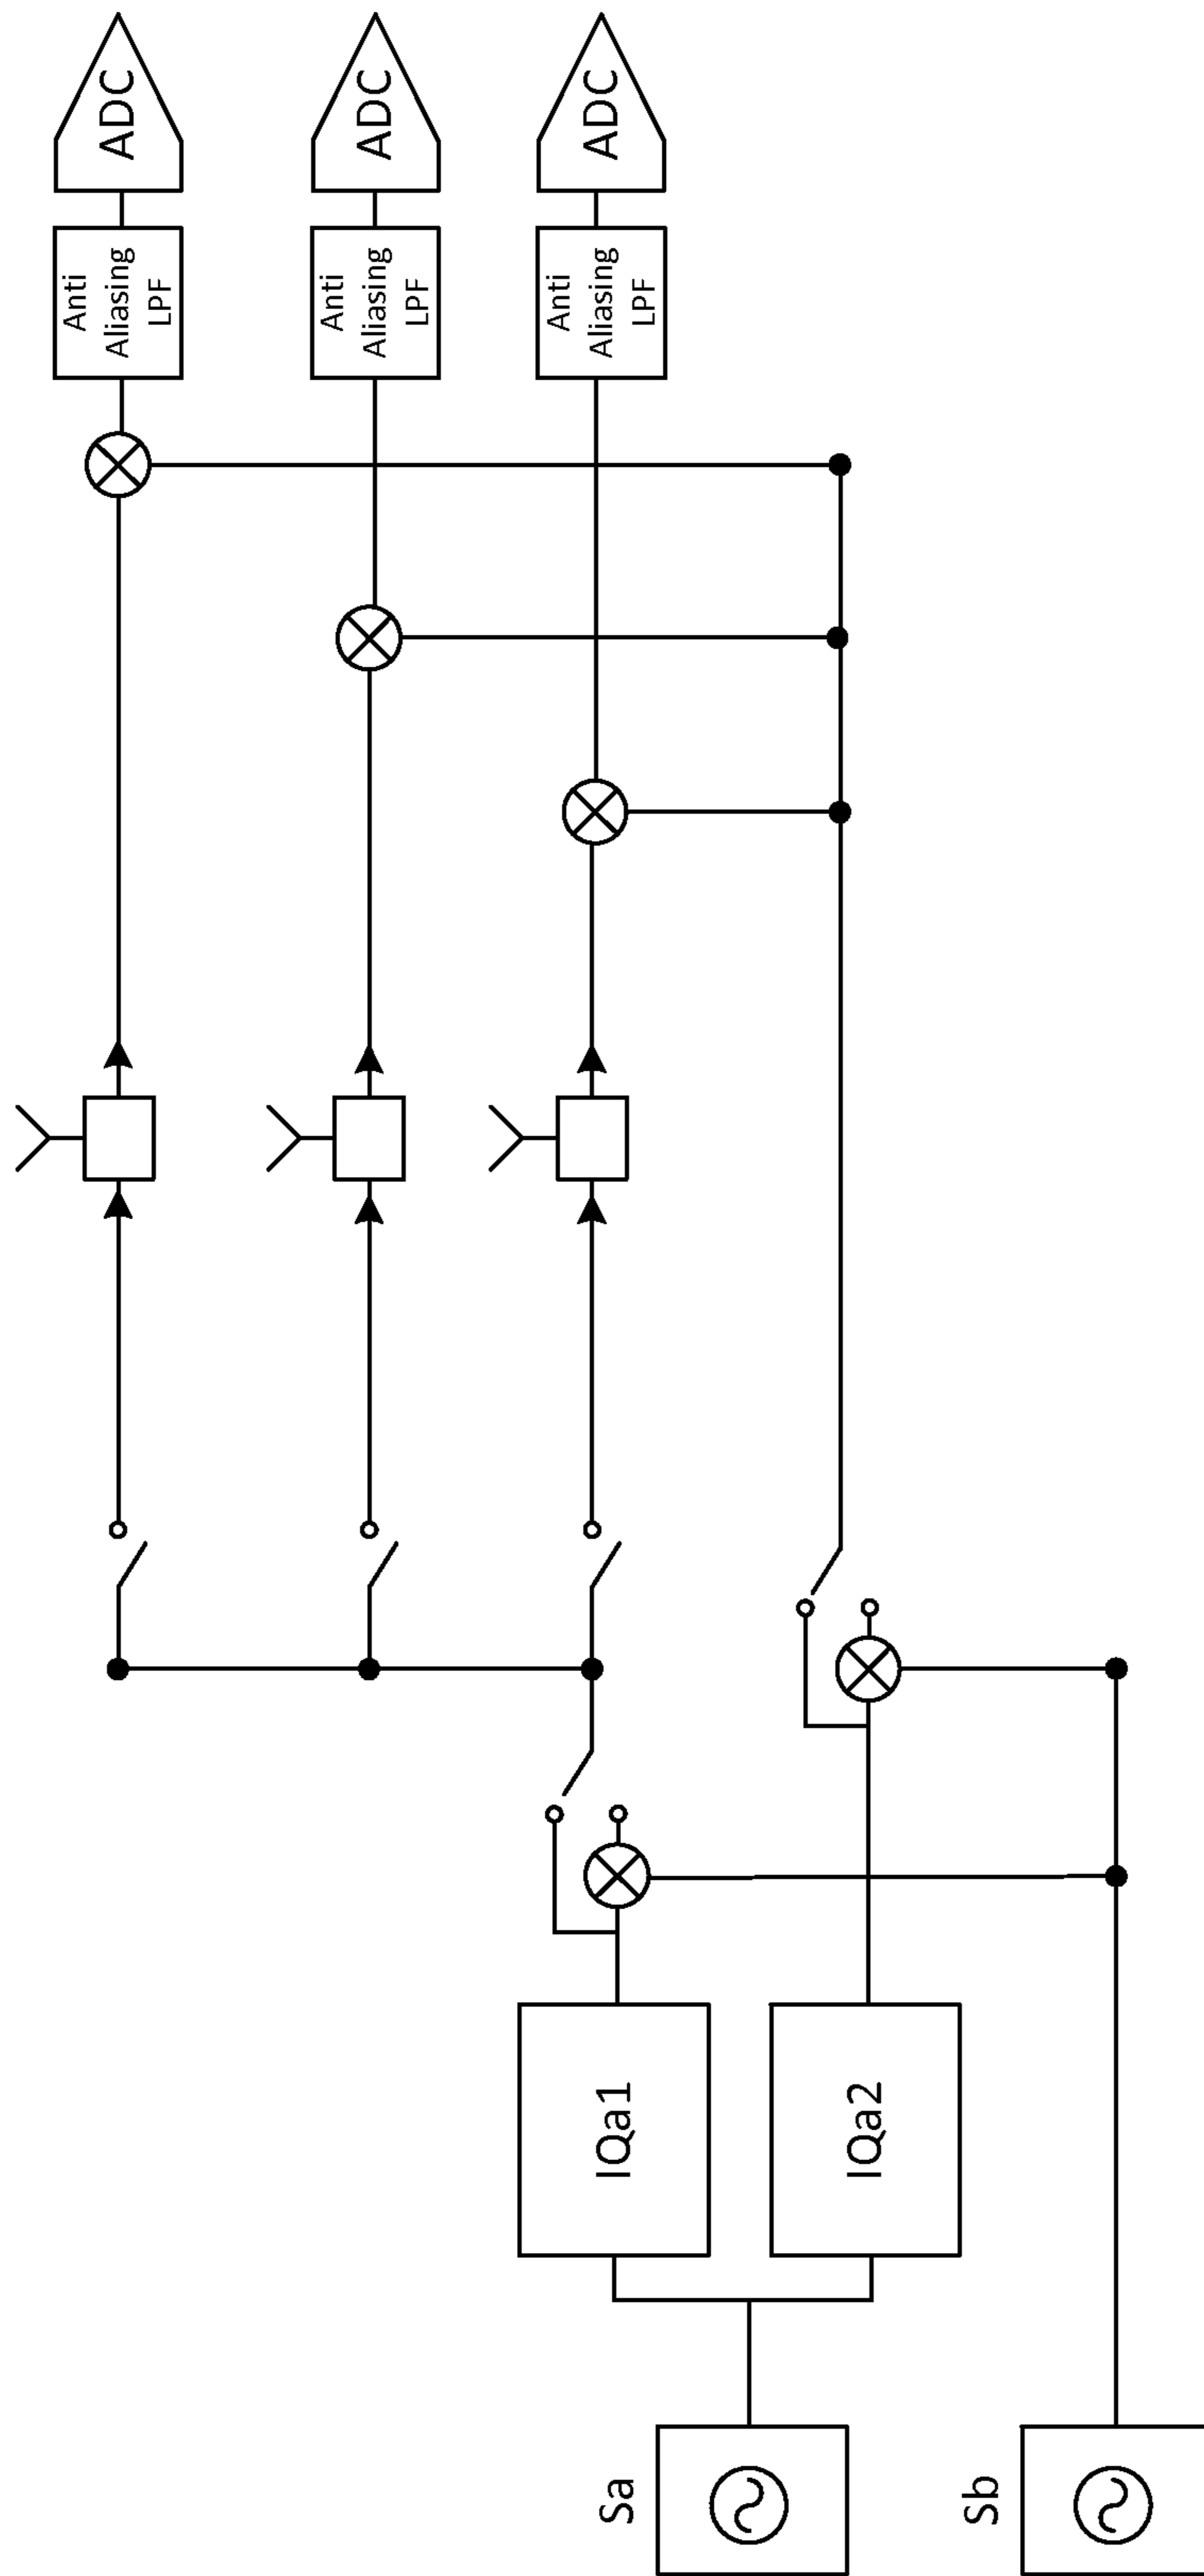 ADC
ADC
ADC
Anti
Aliasing
LPF
Anti
Aliasing
LPF
Anti
Aliasing
LPF
IQa1
IQa2
Sa
Sb